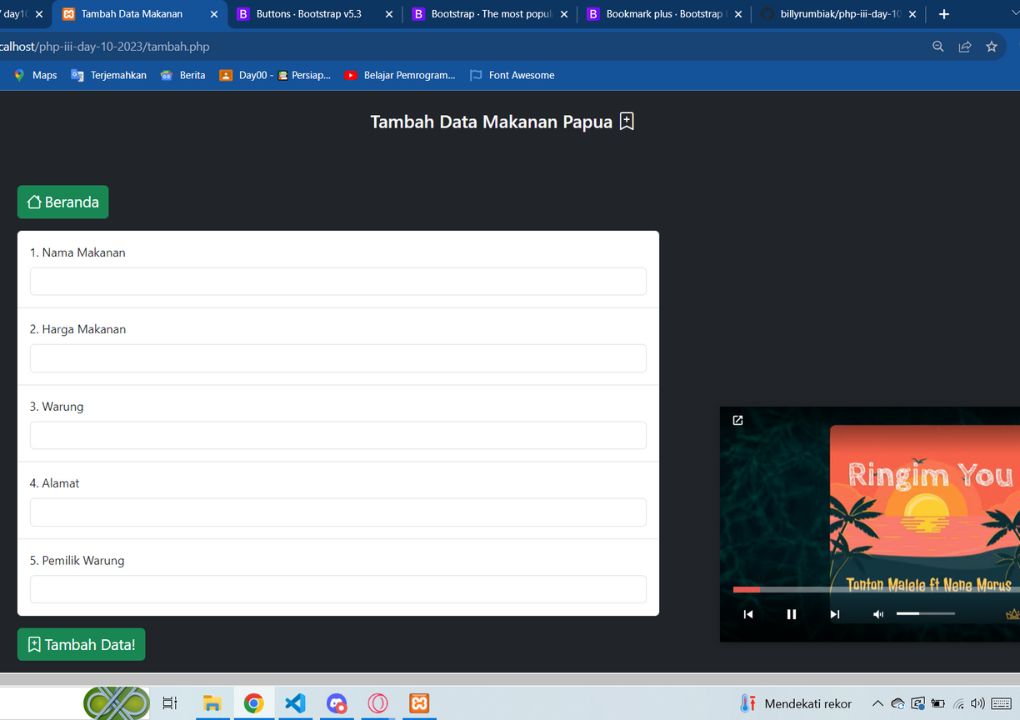 day1
Tambah Data Makanan
Buttons · Bootstrap v5.3
Bootstrap · The most popul
Bookmark plus · Bootstrap
billyrumbiak/php-iii-day-10
calhost/php-iii-day-10-2023/tambah.php
Maps
Terjemahkan
Berita
Day00 - Persiap...
Belajar Pemrogram...
Font Awesome
Tambah Data Makanan Papua
Beranda
1. Nama Makanan
2. Harga Makanan
3. Warung
4. Alamat
5. Pemilik Warung
Tambah Data!
Ringim You
Tonton Malele ft Nene Morus
Mendekati rekor